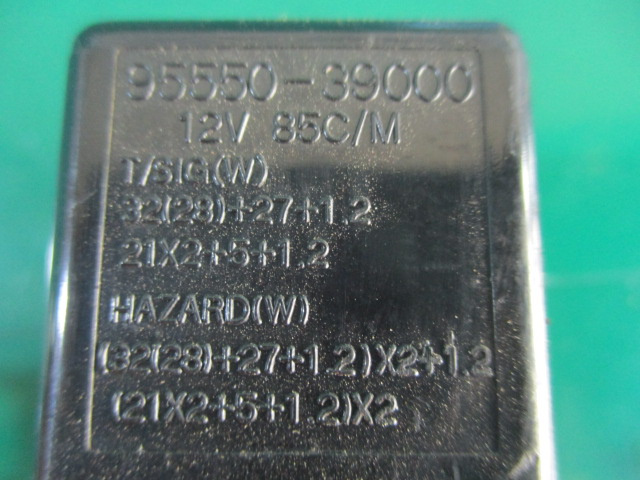 95550-39000
12V 85C/M
T/SIG(W)
32(28)+27+1.2
21X2+5+1.2
HAZARD(W)
(32(28)+27+1.2)X2+1.2
(21X2+5+1.2)X2